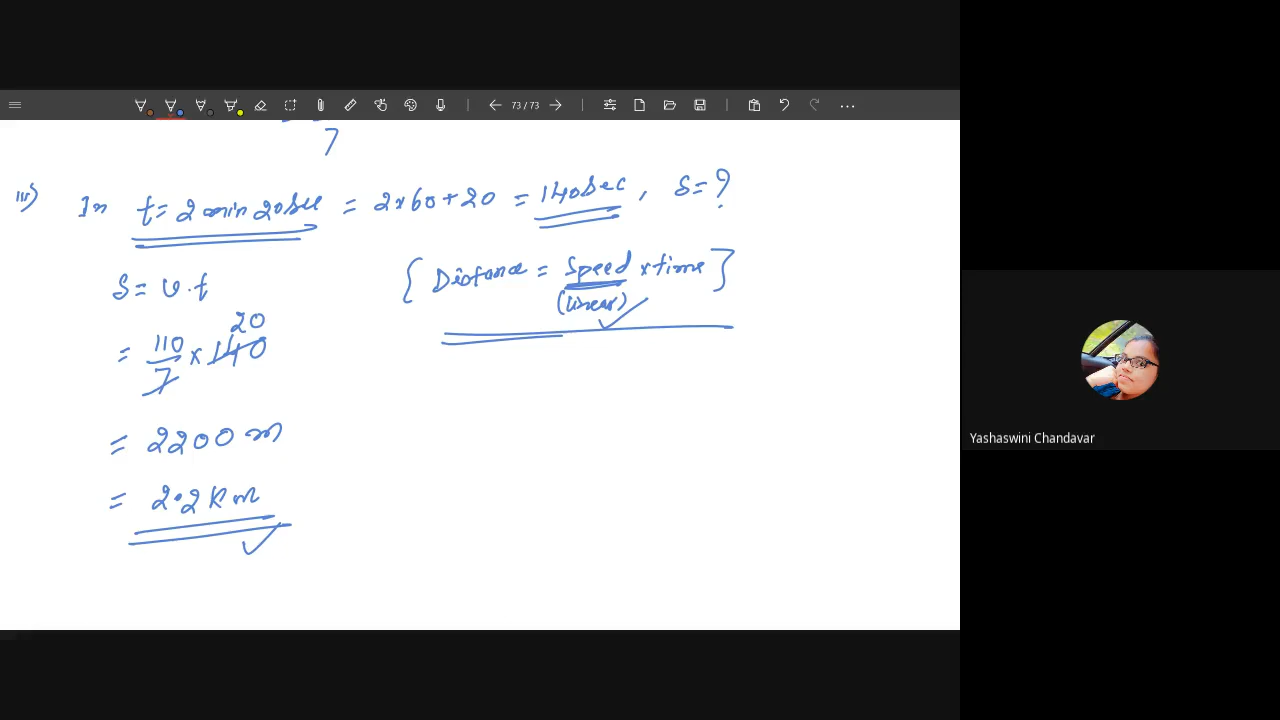 73 / 73
7
iii) In t = 2 min 20 sec = 2 x 60 + 20 = 140 sec, S = ?
S = v.t { Distance = speed x time }
(linear)
20
= 110/7 x 140
= 2200 m
= 2.2 Km
Yashaswini Chandavar